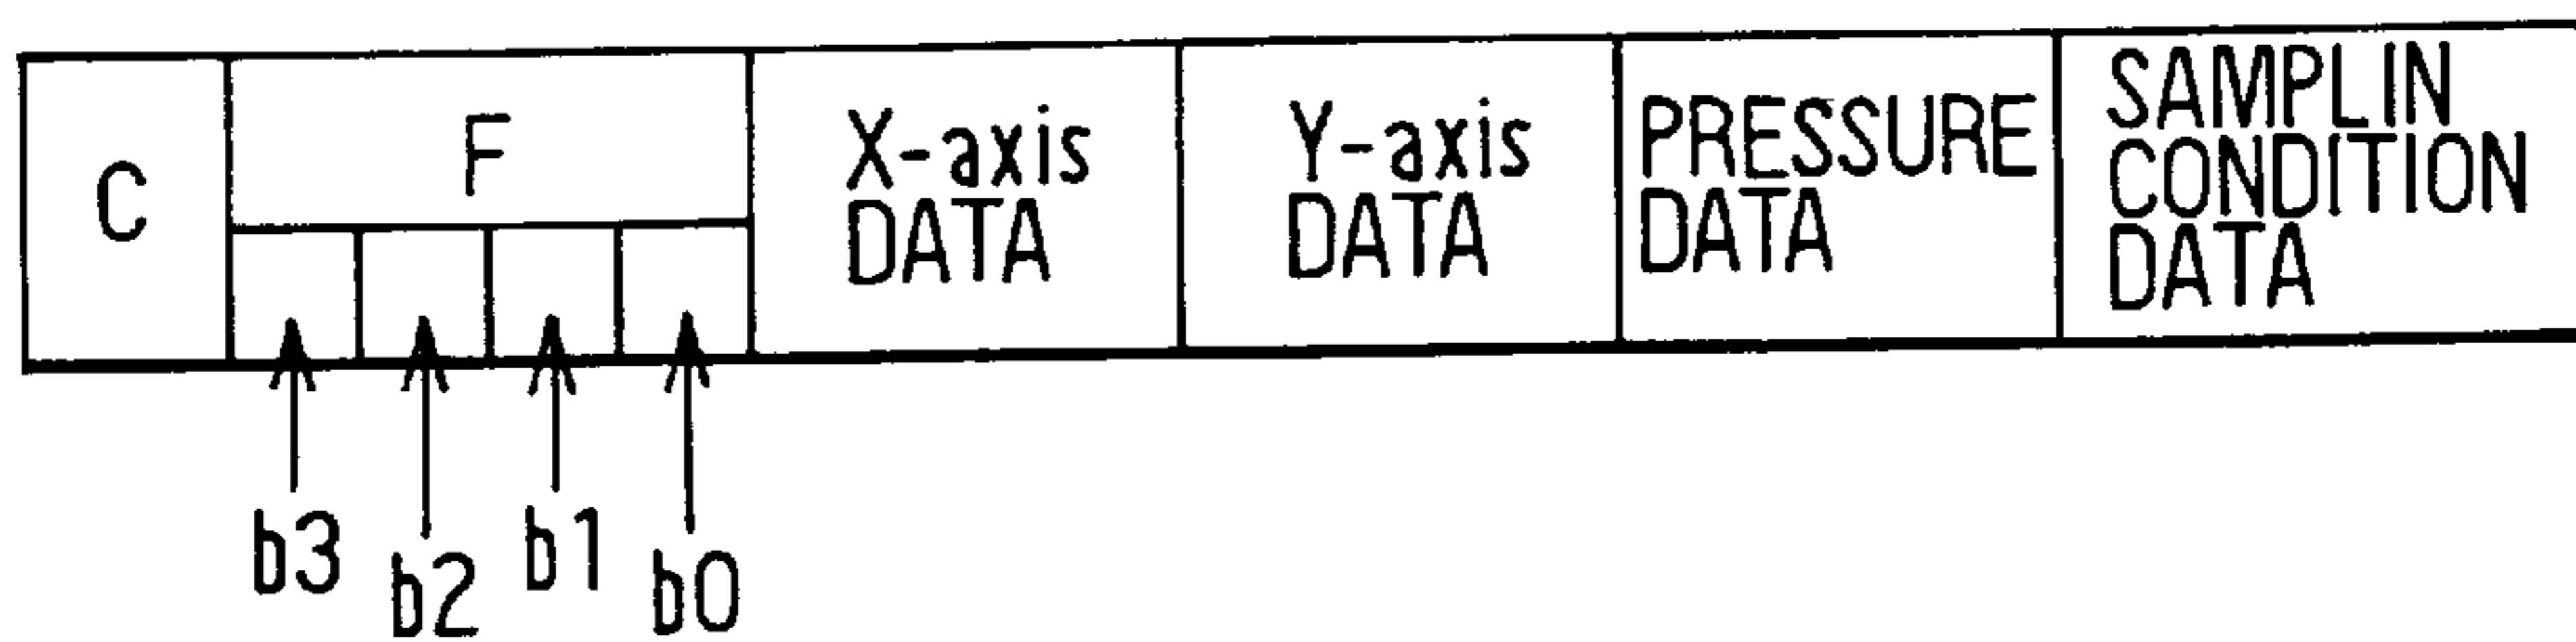 C
F
X-axis
DATA
Y-axis
DATA
PRESSURE
DATA
SAMPLIN
CONDITION
DATA
b3
b2
b1
b0